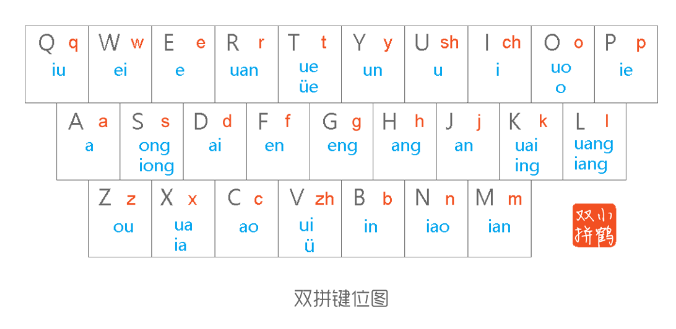 Q q W w E e R r T t Y y U sh I ch O o P p
iu ei e uan ue un u i uo ie
üe o
A a S s D d F f G g H h J j K k L l
a ong ai en eng ang an uai uang
iong ing iang
Z z X x C c V zh B b N n M m
ou ua ao ui in iao ian
ia ü
双小
拼鹤
双拼键位图